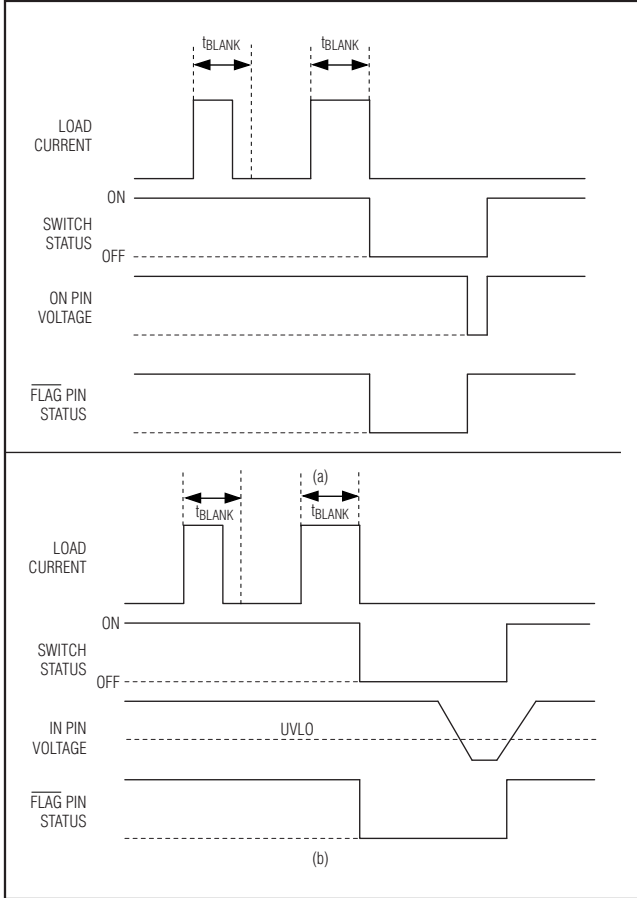 tBLANK tBLANK
LOAD
CURRENT
ON
SWITCH
STATUS
OFF
ON PIN
VOLTAGE
FLAG PIN
STATUS
(a)
tBLANK tBLANK
LOAD
CURRENT
ON
SWITCH
STATUS
OFF
IN PIN
VOLTAGE
UVLO
FLAG PIN
STATUS
(b)